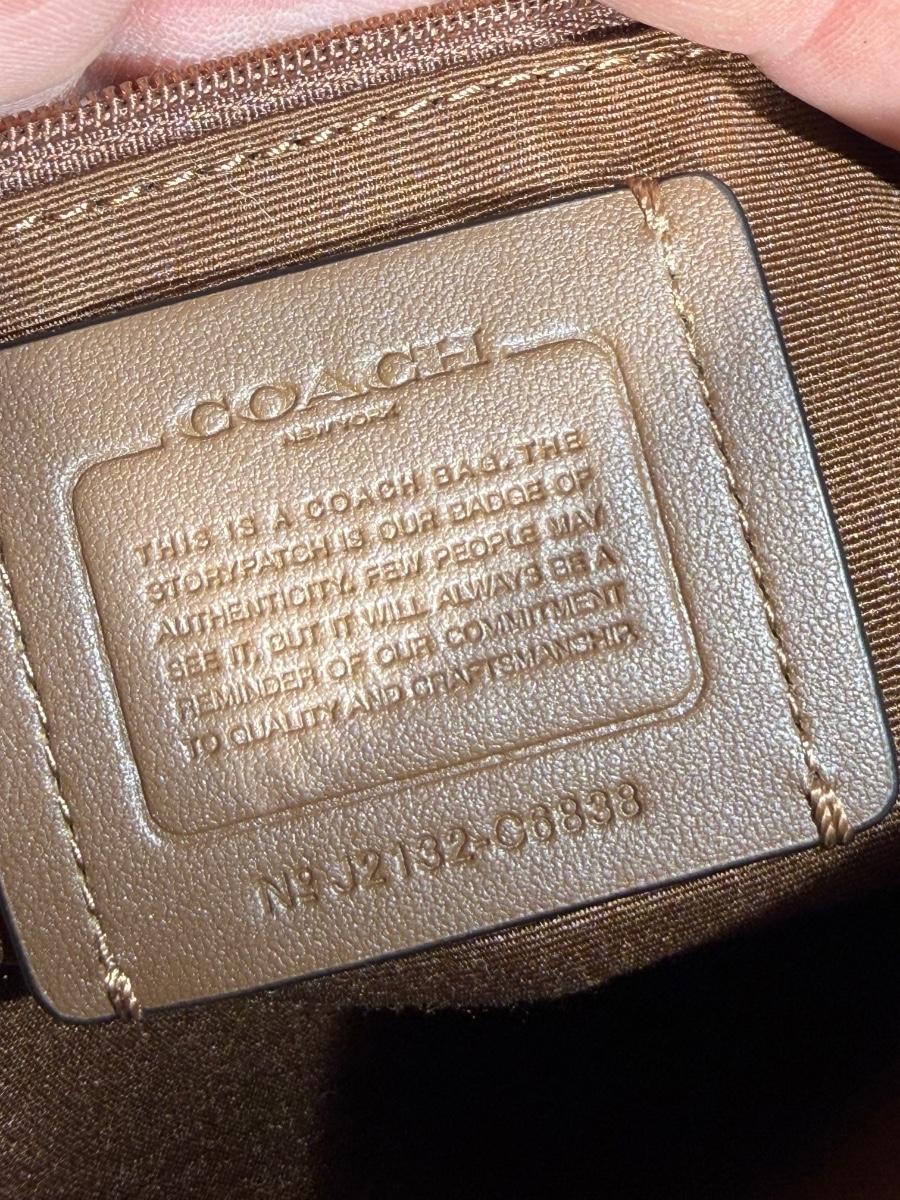 COACH
NEW YORK
THIS IS A COACH BAG. THE
STORYPATCH IS OUR BADGE OF
AUTHENTICITY. FEW PEOPLE MAY
SEE IT, BUT IT WILL ALWAYS BE A
REMINDER OF OUR COMMITMENT
TO QUALITY AND CRAFTSMANSHIP.
Nº J2132-C6838